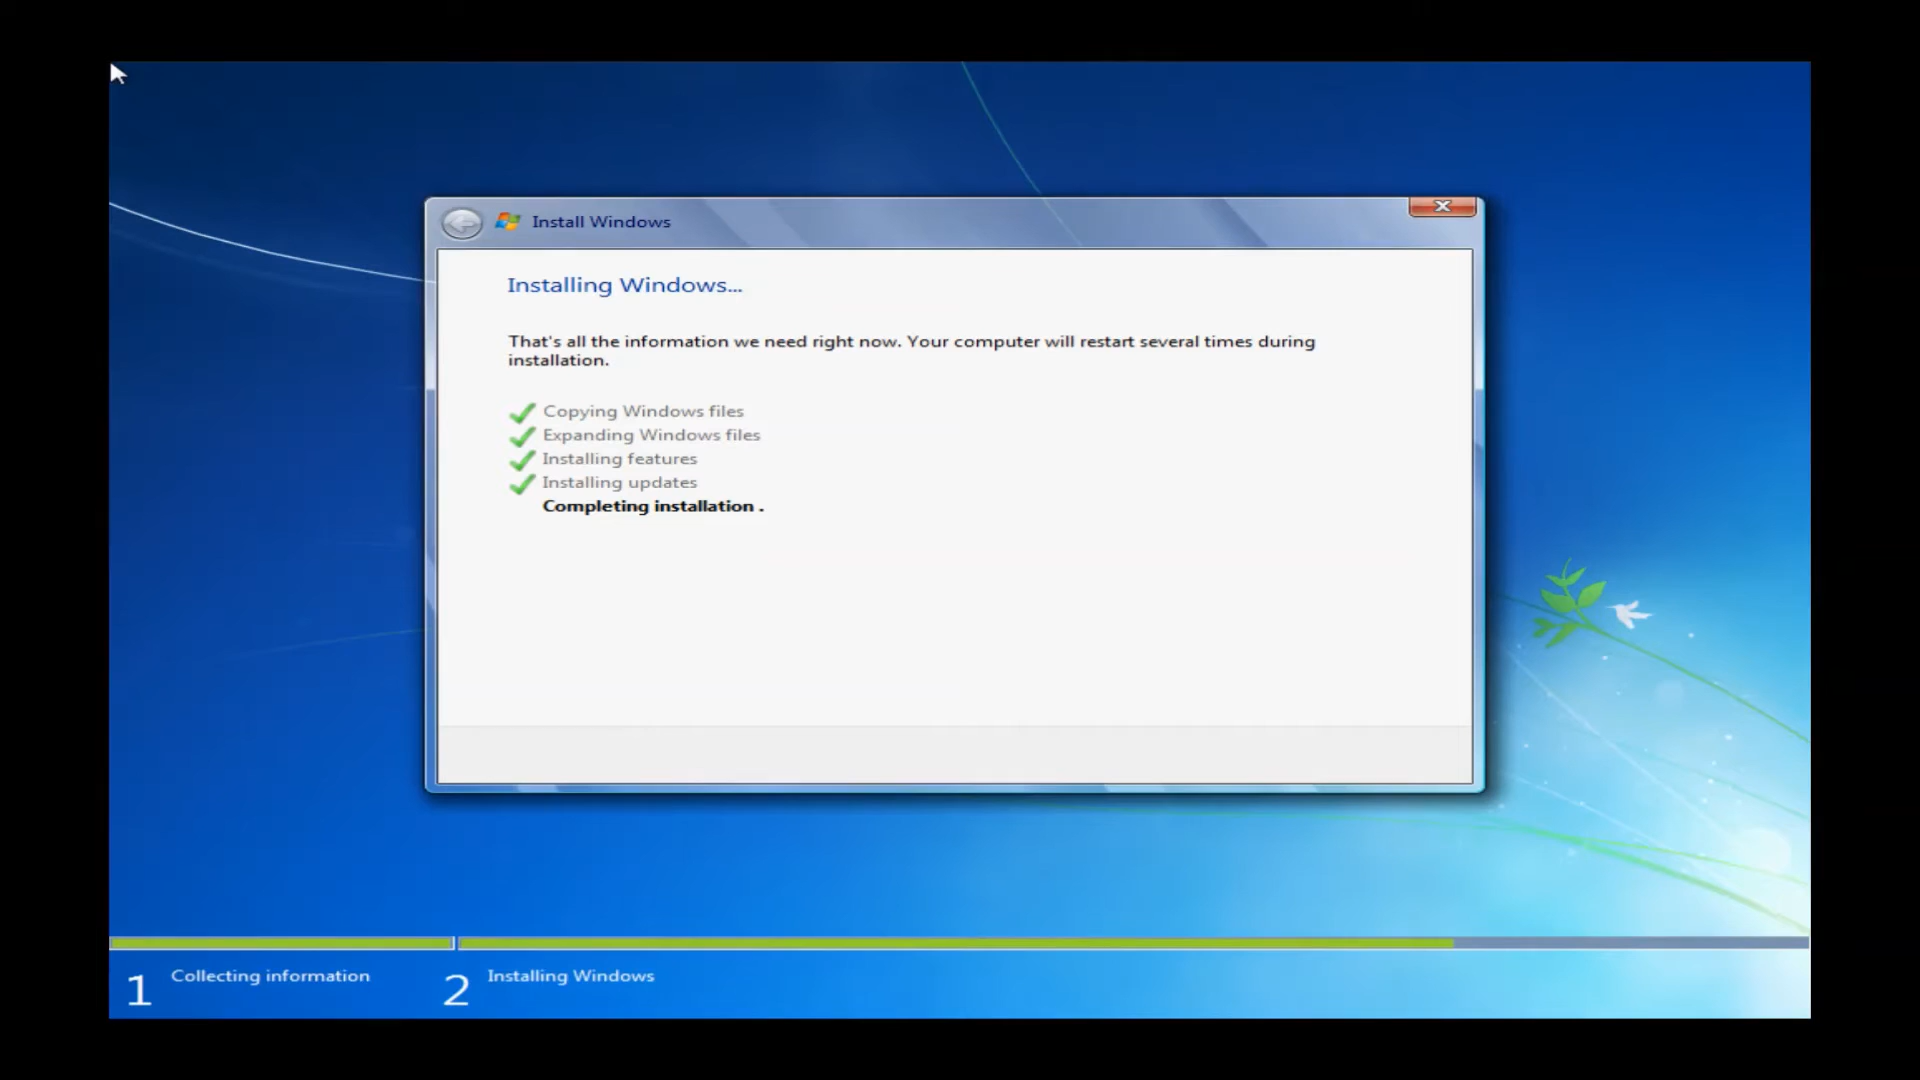 Install Windows
Installing Windows...
That's all the information we need right now. Your computer will restart several times during
installation.
Copying Windows files
Expanding Windows files
Installing features
Installing updates
Completing installation .
1 Collecting information
2 Installing Windows